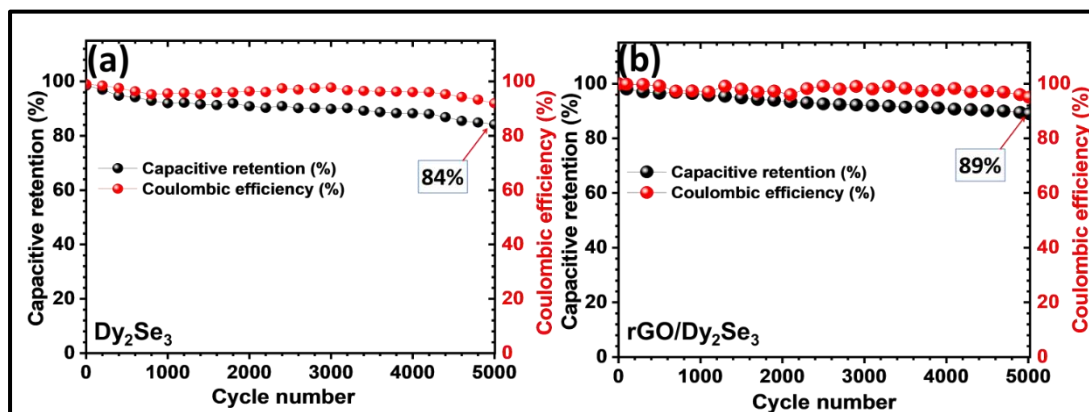 (a)
Capacitive retention (%)
100
80
60
40
20
0
Capacitive retention (%)
Coulombic efficiency (%)
84%
Dy₂Se₃
0
1000
2000
3000
4000
5000
Cycle number
100
80
60
40
20
0
Coulombic efficiency (%)
(b)
Capacitive retention (%)
100
80
60
40
20
0
Capacitive retention (%)
Coulombic efficiency (%)
89%
rGO/Dy₂Se₃
0
1000
2000
3000
4000
5000
Cycle number
100
80
60
40
20
0
Coulombic efficiency (%)